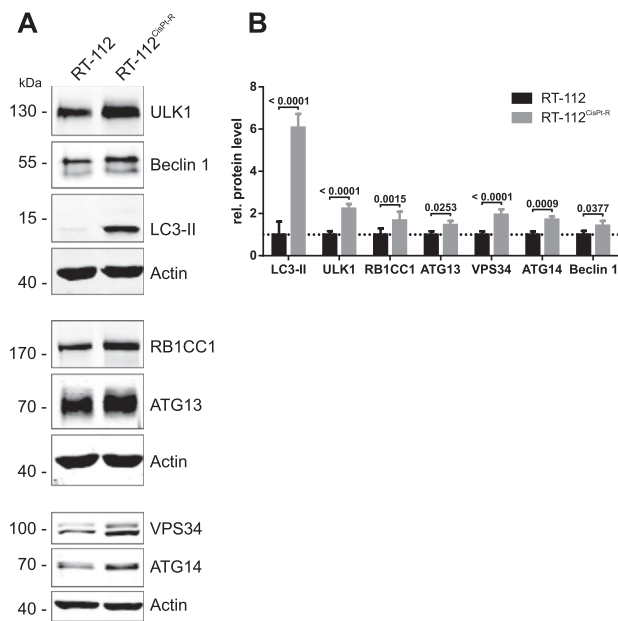 A
RT-112
RT-112CisPt-R
kDa
130 -
ULK1
55 -
Beclin 1
15 -
LC3-II
40 -
Actin
170 -
RB1CC1
70 -
ATG13
40 -
Actin
100 -
VPS34
70 -
ATG14
40 -
Actin
B
RT-112
RT-112CisPt-R
rel. protein level
8
6
4
2
0
< 0.0001
< 0.0001
0.0015
0.0253
< 0.0001
0.0009
0.0377
LC3-II ULK1 RB1CC1 ATG13 VPS34 ATG14 Beclin 1